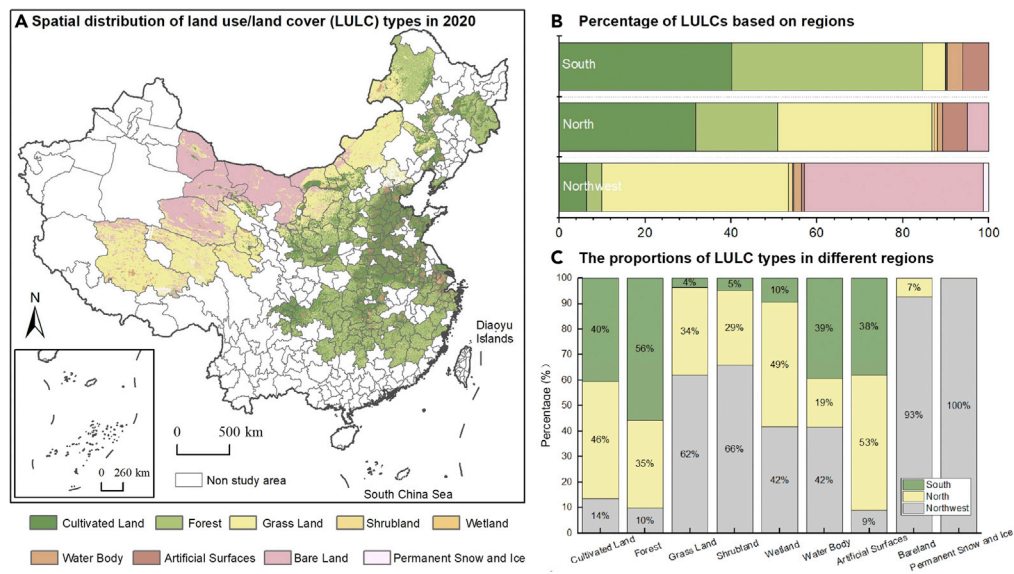 A Spatial distribution of land use/land cover (LULC) types in 2020
N
Diaoyu
Islands
0 500 km
0 260 km
Non study area
South China Sea
Cultivated Land Forest Grass Land Shrubland Wetland
Water Body Artificial Surfaces Bare Land Permanent Snow and Ice
B Percentage of LULCs based on regions
South
North
Northwest
0 20 40 60 80 100
C The proportions of LULC types in different regions
Percentage (%)
100
90
80
70
60
50
40
30
20
10
0
40% 56% 4% 5% 10% 39% 38% 7%
46% 35% 34% 29% 49% 19% 53% 93% 100%
14% 10% 62% 66% 42% 42% 9%
South
North
Northwest
Cultivated Land Forest Grass Land Shrubland Wetland Water Body Artificial Surfaces Bareland Permanent Snow and Ice